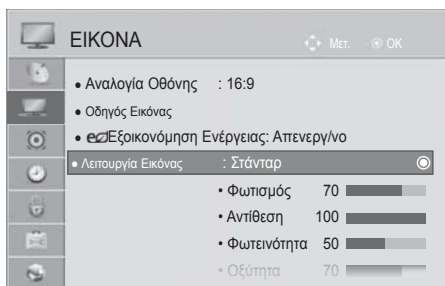 ΕΙΚΟΝΑ Μετ. OK
• Αναλογία Οθόνης : 16:9
• Οδηγός Εικόνας
• eco Εξοικονόμηση Ενέργειας: Απενεργ/νο
• Λειτουργία Εικόνας : Στάνταρ
• Φωτισμός 70
• Αντίθεση 100
• Φωτεινότητα 50
• Οξύτητα 70